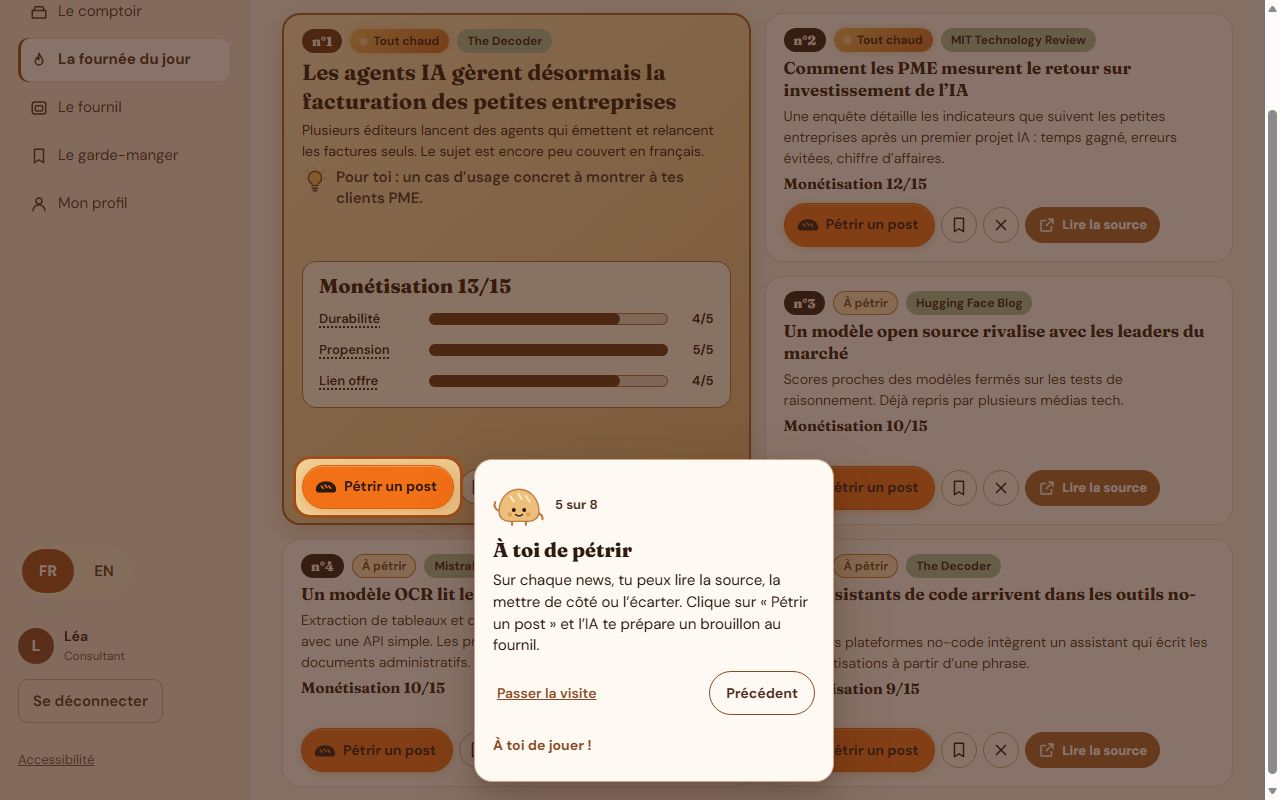 Le comptoir
La fournée du jour
Le fournil
Le garde-manger
Mon profil
FR
EN
L
Léa
Consultant
Se déconnecter
Accessibilité
n°1
Tout chaud
The Decoder
Les agents IA gèrent désormais la
facturation des petites entreprises
Plusieurs éditeurs lancent des agents qui émettent et relancent
les factures seuls. Le sujet est encore peu couvert en français.
Pour toi : un cas d’usage concret à montrer à tes
clients PME.
Monétisation 13/15
Durabilité
4/5
Propension
5/5
Lien offre
4/5
Pétrir un post
n°2
Tout chaud
MIT Technology Review
Comment les PME mesurent le retour sur
investissement de l’IA
Une enquête détaille les indicateurs que suivent les petites
entreprises après un premier projet IA : temps gagné, erreurs
évitées, chiffre d’affaires.
Monétisation 12/15
Pétrir un post
Lire la source
n°3
À pétrir
Hugging Face Blog
Un modèle open source rivalise avec les leaders du
marché
Scores proches des modèles fermés sur les tests de
raisonnement. Déjà repris par plusieurs médias tech.
Monétisation 10/15
un post
Lire la source
n°4
À pétrir
Un modèle OCR lit le
Extraction de tableaux et
avec une API simple. Les
documents administratifs.
Monétisation 10/15
Pétrir un post
À pétrir
The Decoder
arrivent dans les outils no-
plateformes no-code intègrent un assistant qui écrit les
à partir d’une phrase.
9/15
un post
Lire la source
5 sur 8
À toi de pétrir
Sur chaque news, tu peux lire la source, la
mettre de côté ou l’écarter. Clique sur « Pétrir
un post » et l’IA te prépare un brouillon au
fournil.
Passer la visite
Précédent
À toi de jouer !